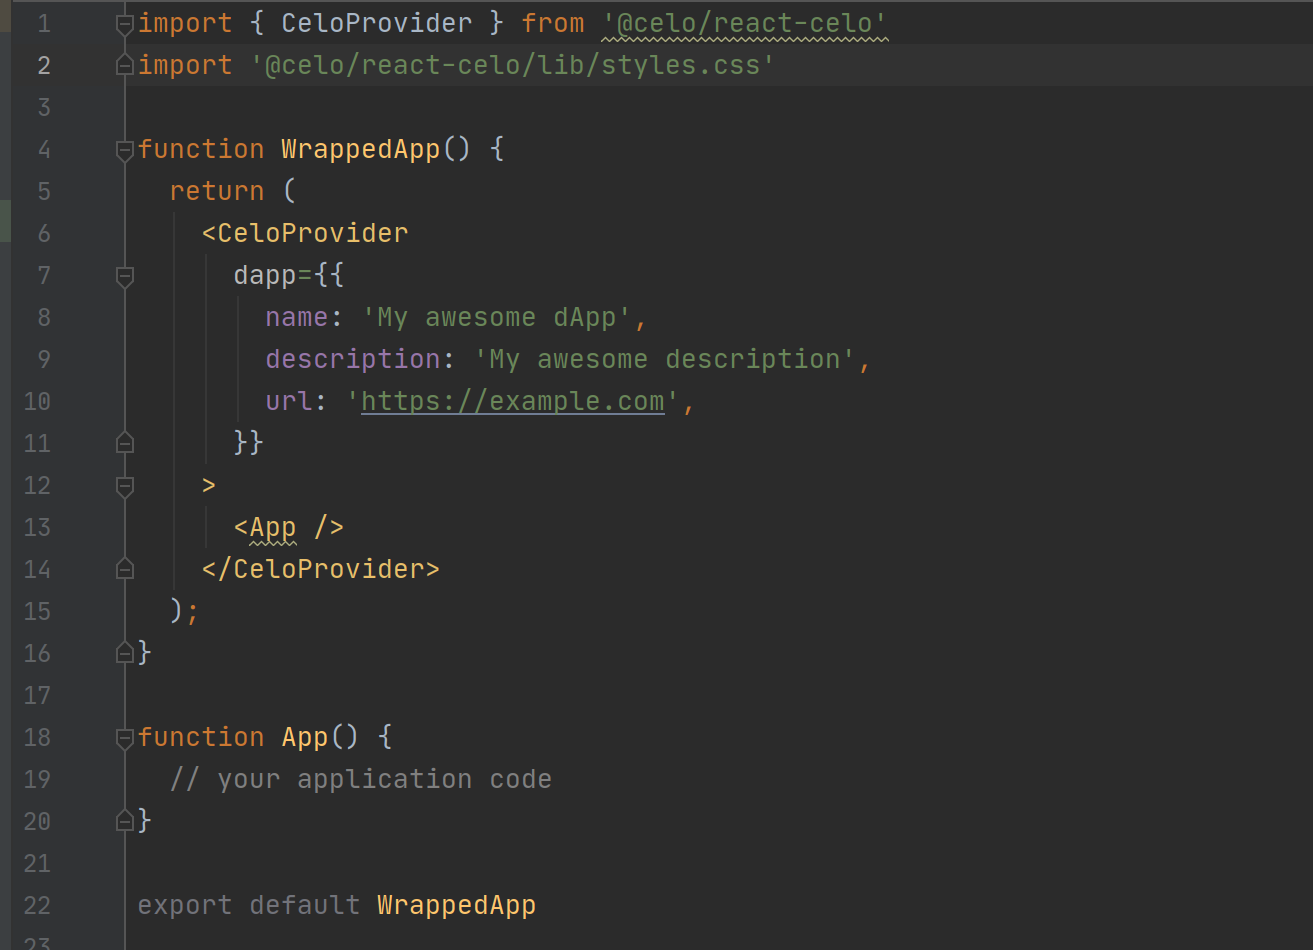 1 import { CeloProvider } from '@celo/react-celo'
2 import '@celo/react-celo/lib/styles.css'
3
4 function WrappedApp() {
5   return (
6     <CeloProvider
7       dapp={{
8         name: 'My awesome dApp',
9         description: 'My awesome description',
10         url: 'https://example.com',
11       }}
12     >
13       <App />
14     </CeloProvider>
15   );
16 }
17
18 function App() {
19   // your application code
20 }
21
22 export default WrappedApp
23